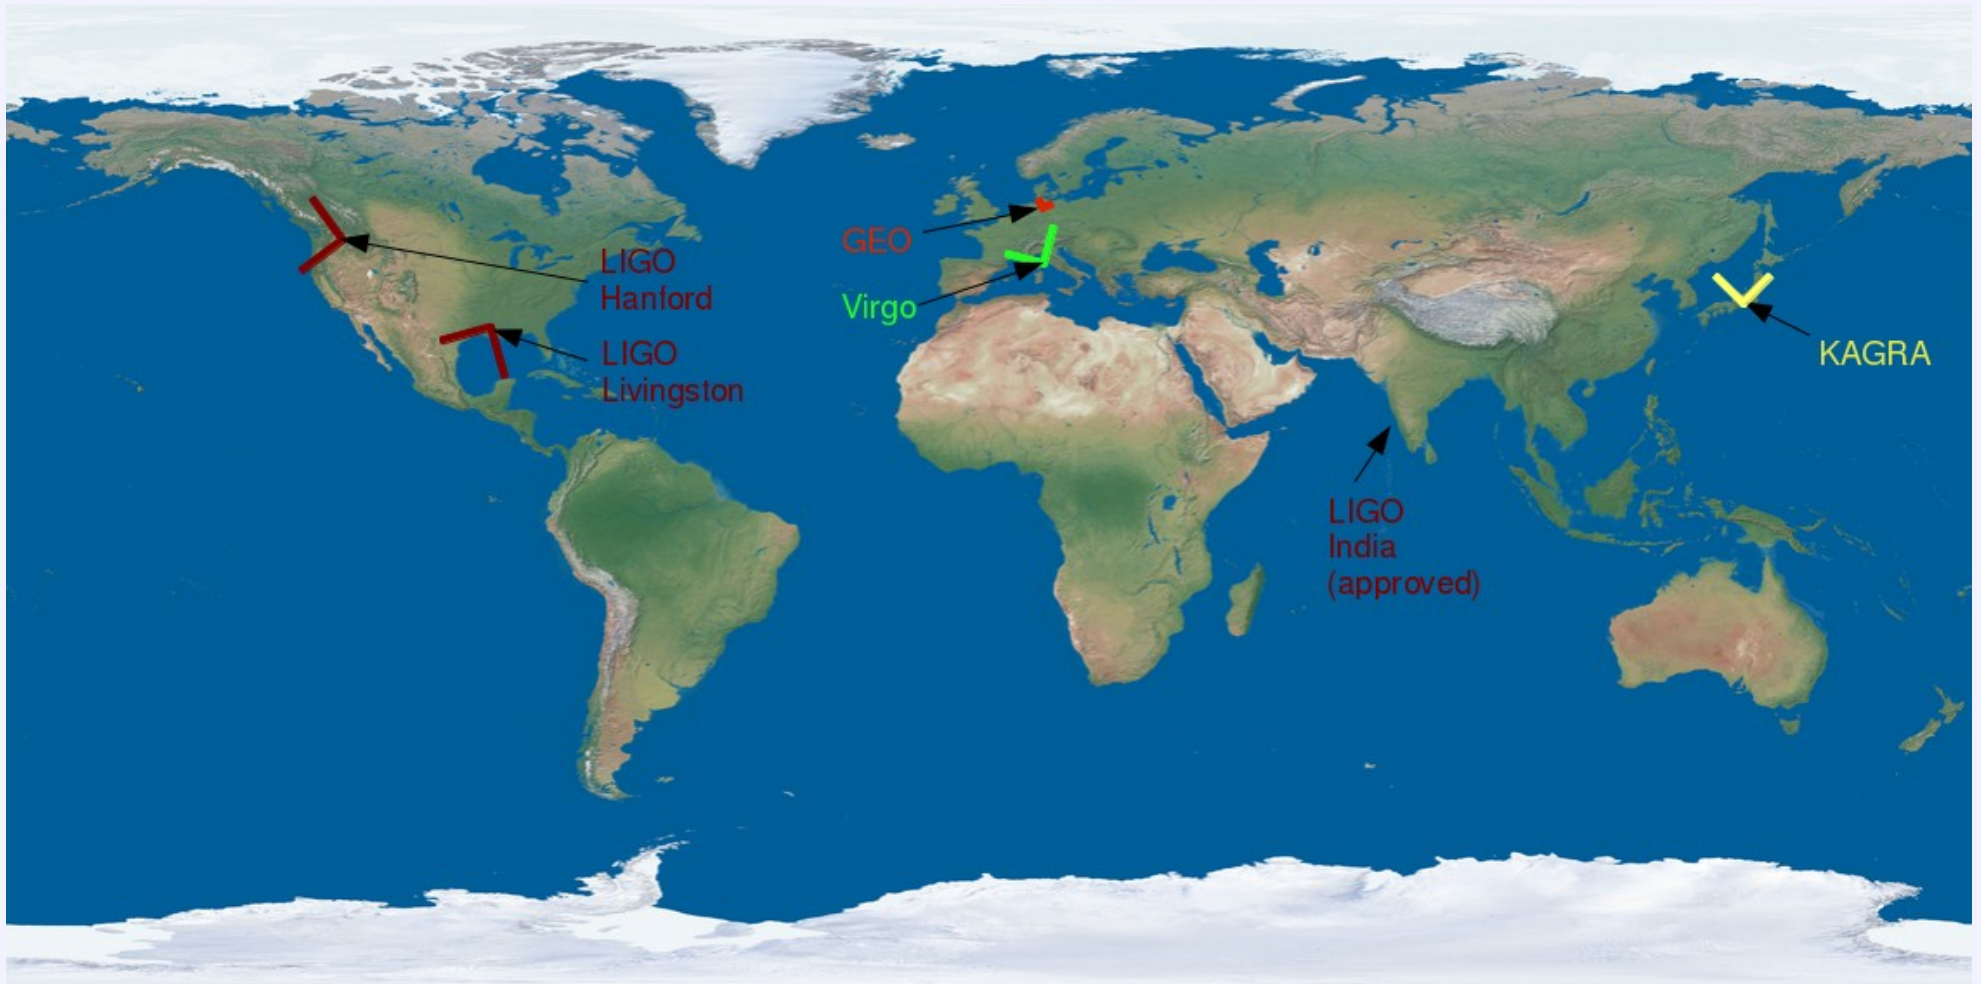 GEO
LIGO
Hanford
Virgo
LIGO
Livingston
KAGRA
LIGO
India
(approved)